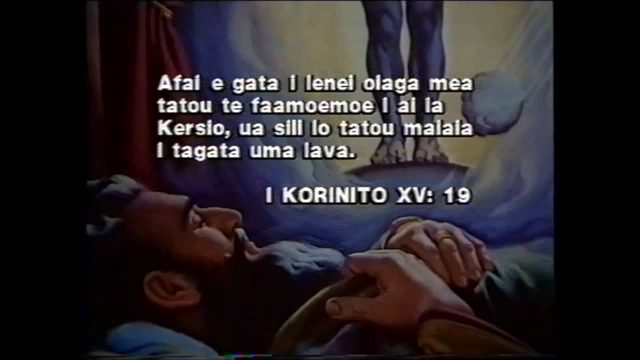 Afai e gata i lenei olaga mea
tatou te faamoemoe i ai ia
Kersio, ua sili lo tatou malaia
i tagata uma lava.
I KORINITO XV: 19